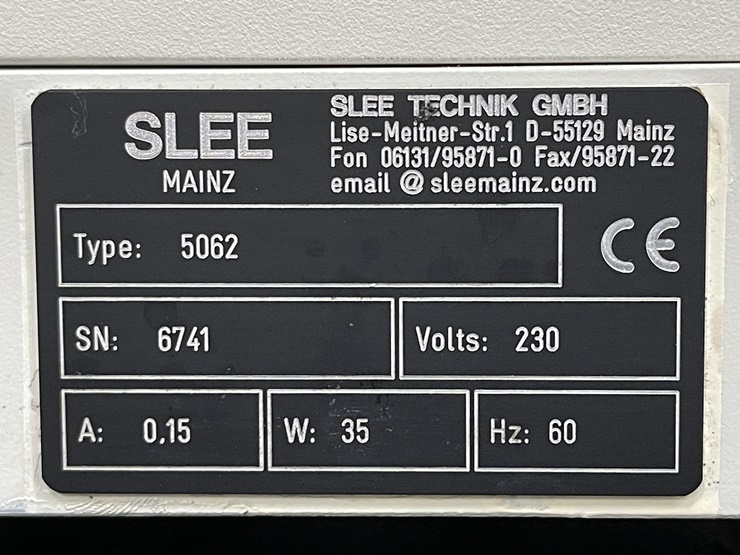 SLEE
MAINZ
SLEE TECHNIK GMBH
Lise-Meitner-Str.1 D-55129 Mainz
Fon 06131/95871-0 Fax/95871-22
email @ sleemainz.com
Type: 5062
CE
SN: 6741
Volts: 230
A: 0,15
W: 35
Hz: 60